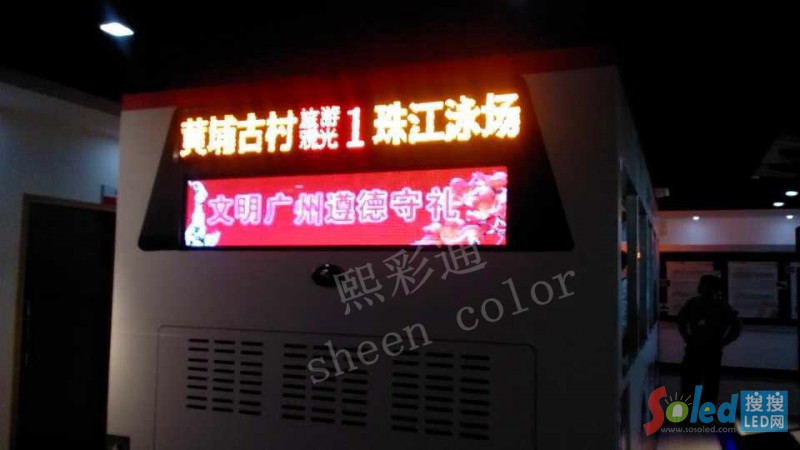 黄埔古村 旅游观光 1 珠江泳场
文明广州遵德守礼
熙彩通
sheen color
Soled 搜搜LED网
www.sosoled.com